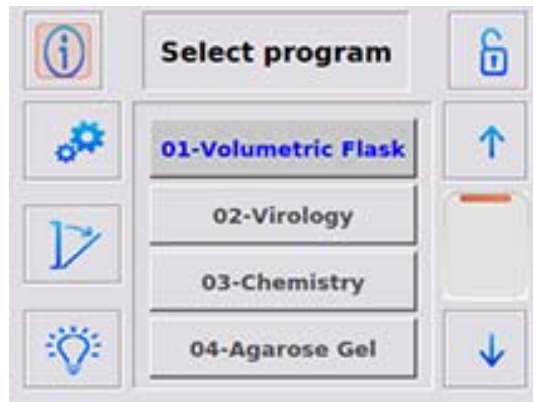 Select program
01-Volumetric Flask
02-Virology
03-Chemistry
04-Agarose Gel